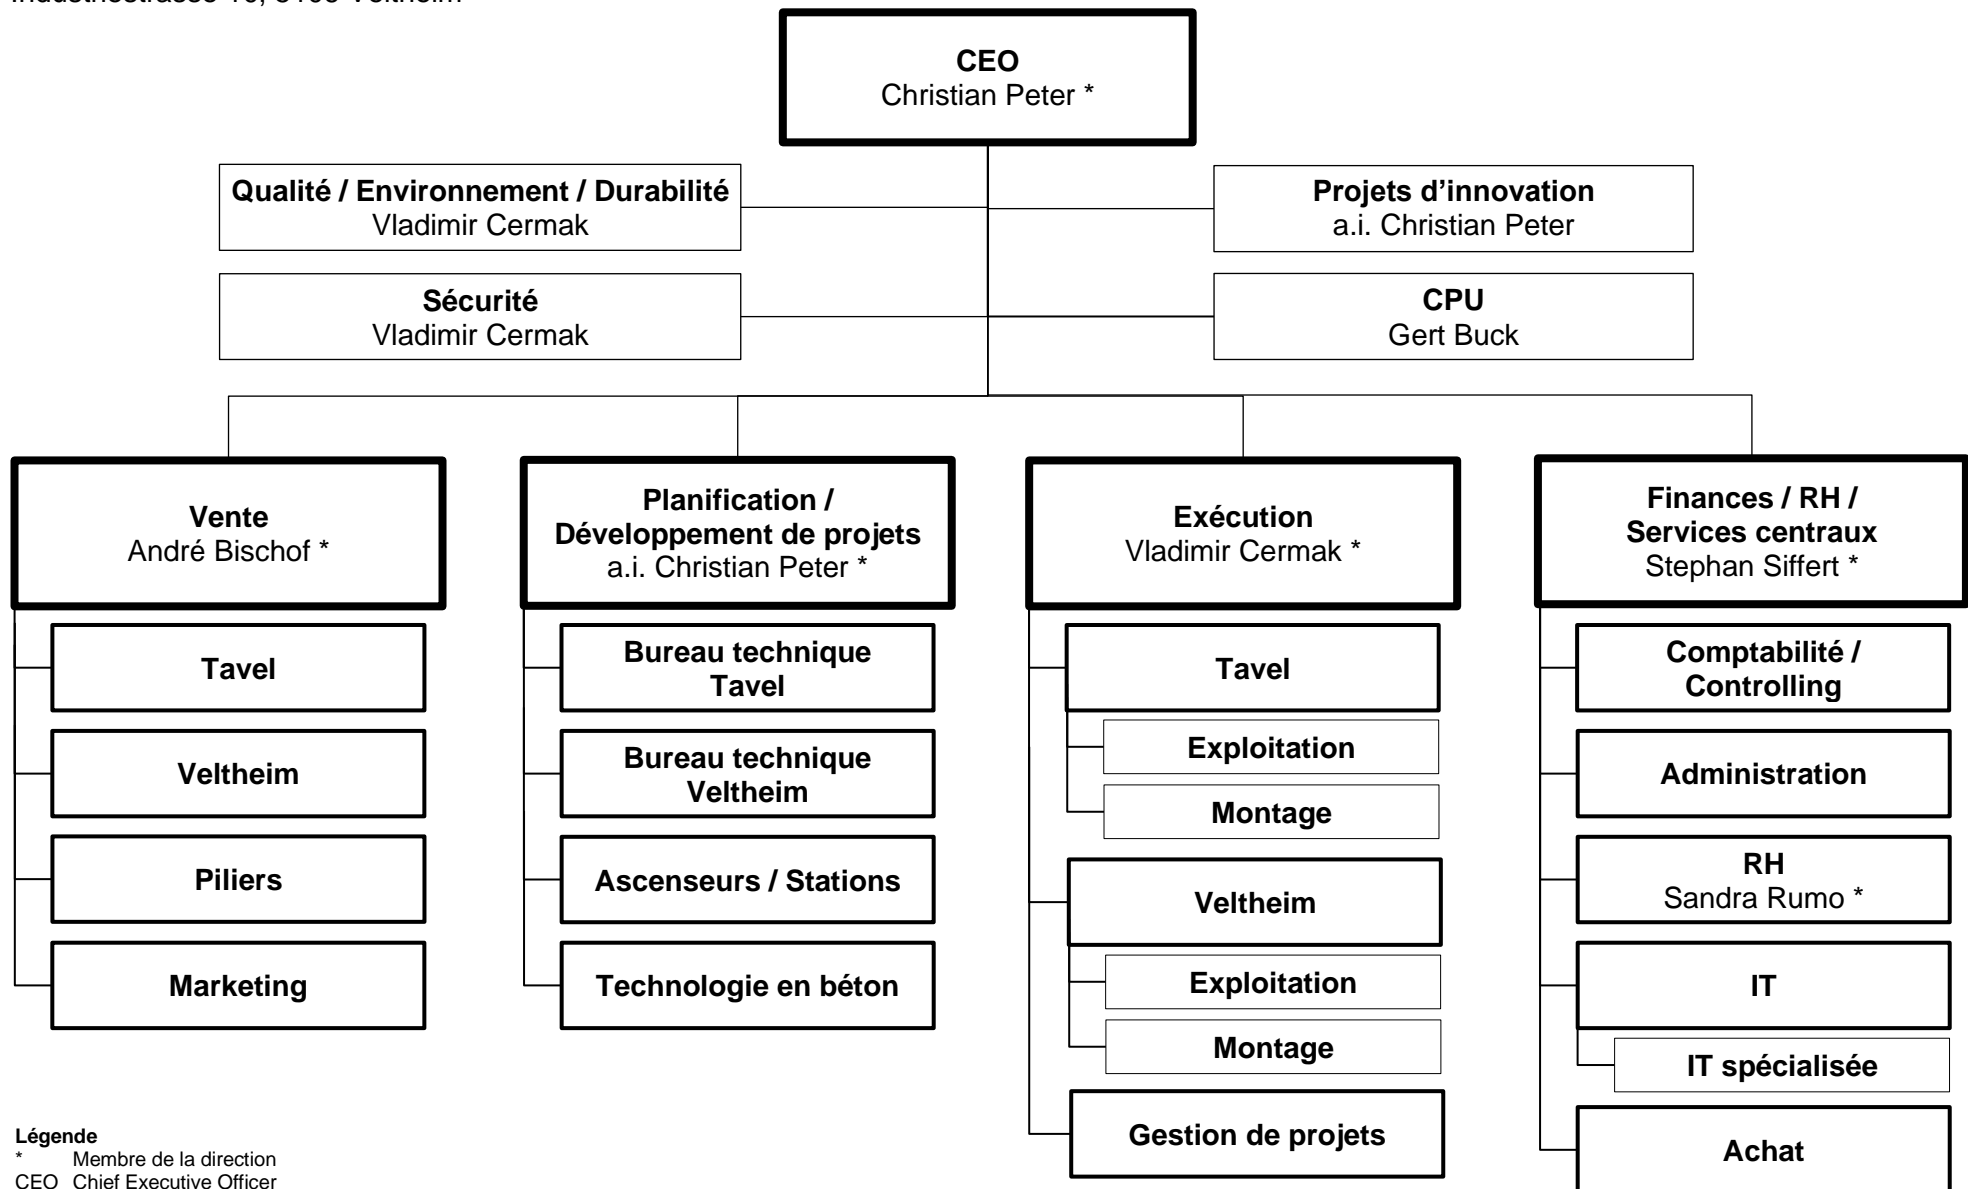 CEO
Christian Peter *
Qualité / Environnement / Durabilité
Vladimir Cermak
Projets d’innovation
a.i. Christian Peter
Sécurité
Vladimir Cermak
CPU
Gert Buck
Vente
André Bischof *
Planification /
Développement de projets
a.i. Christian Peter *
Exécution
Vladimir Cermak *
Finances / RH /
Services centraux
Stephan Siffert *
Tavel
Veltheim
Piliers
Marketing
Bureau technique
Tavel
Bureau technique
Veltheim
Ascenseurs / Stations
Technologie en béton
Tavel
Exploitation
Montage
Veltheim
Exploitation
Montage
Gestion de projets
Comptabilité /
Controlling
Administration
RH
Sandra Rumo *
IT
IT spécialisée
Achat
Légende
* Membre de la direction
CEO Chief Executive Officer